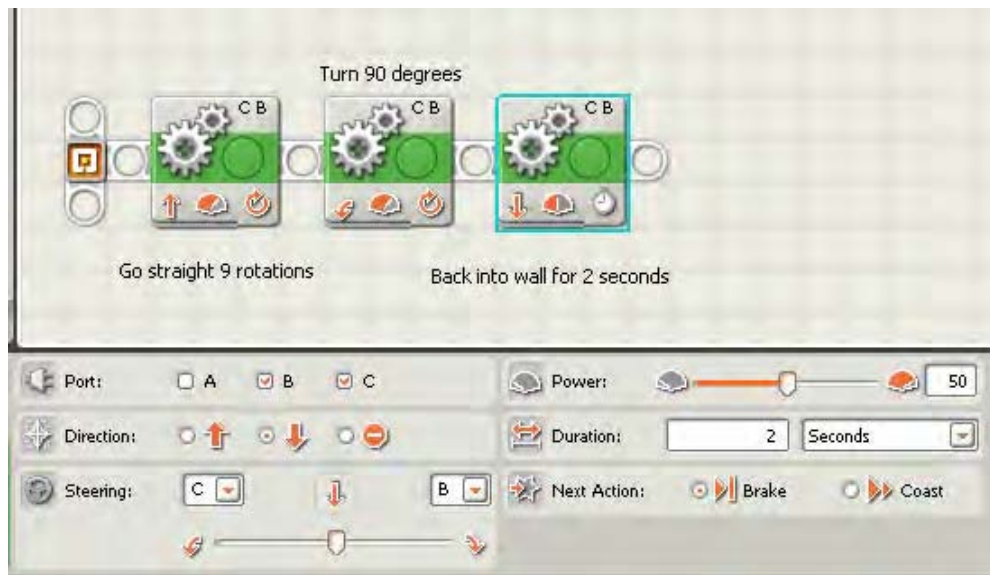 Turn 90 degrees
C B
C B
C B
Go straight 9 rotations
Back into wall for 2 seconds
Port:
A
B
C
Power:
50
Direction:
Duration:
2
Seconds
Steering:
C
B
Next Action:
Brake
Coast